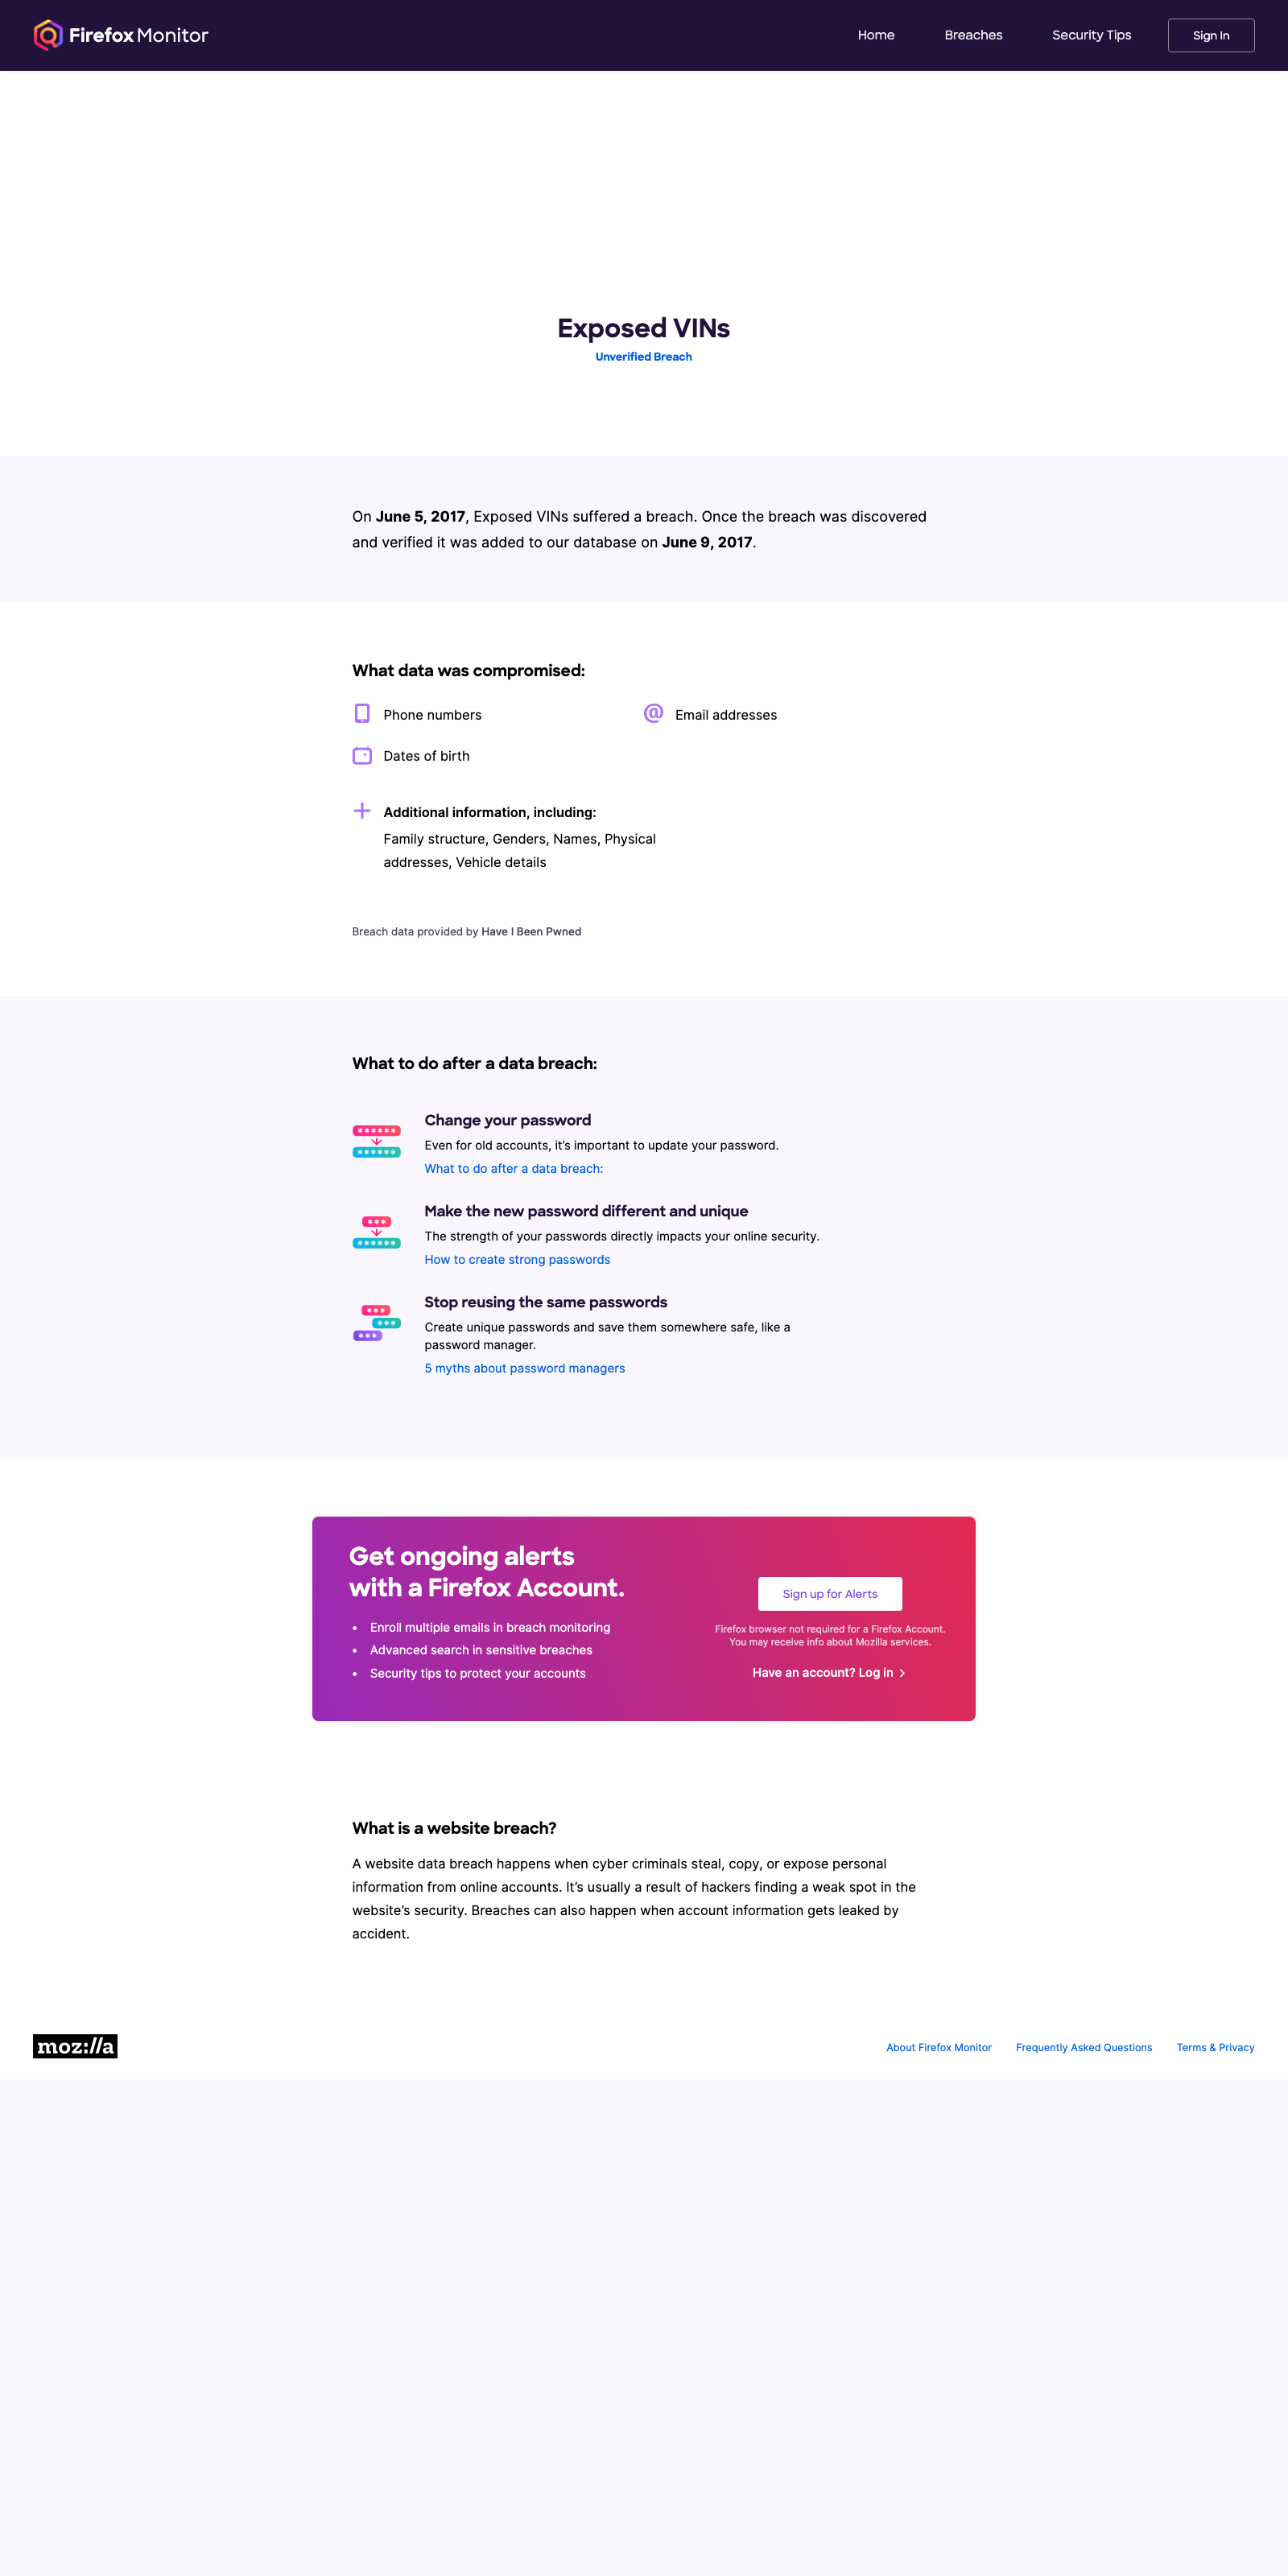 Firefox Monitor
Home
Breaches
Security Tips
Sign In
Exposed VINs
Unverified Breach
On June 5, 2017, Exposed VINs suffered a breach. Once the breach was discovered
and verified it was added to our database on June 9, 2017.
What data was compromised:
Phone numbers
Email addresses
Dates of birth
Additional information, including:
Family structure, Genders, Names, Physical
addresses, Vehicle details
Breach data provided by Have I Been Pwned
What to do after a data breach:
Change your password
Even for old accounts, it’s important to update your password.
What to do after a data breach:
Make the new password different and unique
The strength of your passwords directly impacts your online security.
How to create strong passwords
Stop reusing the same passwords
Create unique passwords and save them somewhere safe, like a
password manager.
5 myths about password managers
Get ongoing alerts
with a Firefox Account.
• Enroll multiple emails in breach monitoring
• Advanced search in sensitive breaches
• Security tips to protect your accounts
Sign up for Alerts
Firefox browser not required for a Firefox Account.
You may receive info about Mozilla services.
Have an account? Log in
What is a website breach?
A website data breach happens when cyber criminals steal, copy, or expose personal
information from online accounts. It’s usually a result of hackers finding a weak spot in the
website’s security. Breaches can also happen when account information gets leaked by
accident.
moz://a
About Firefox Monitor
Frequently Asked Questions
Terms & Privacy